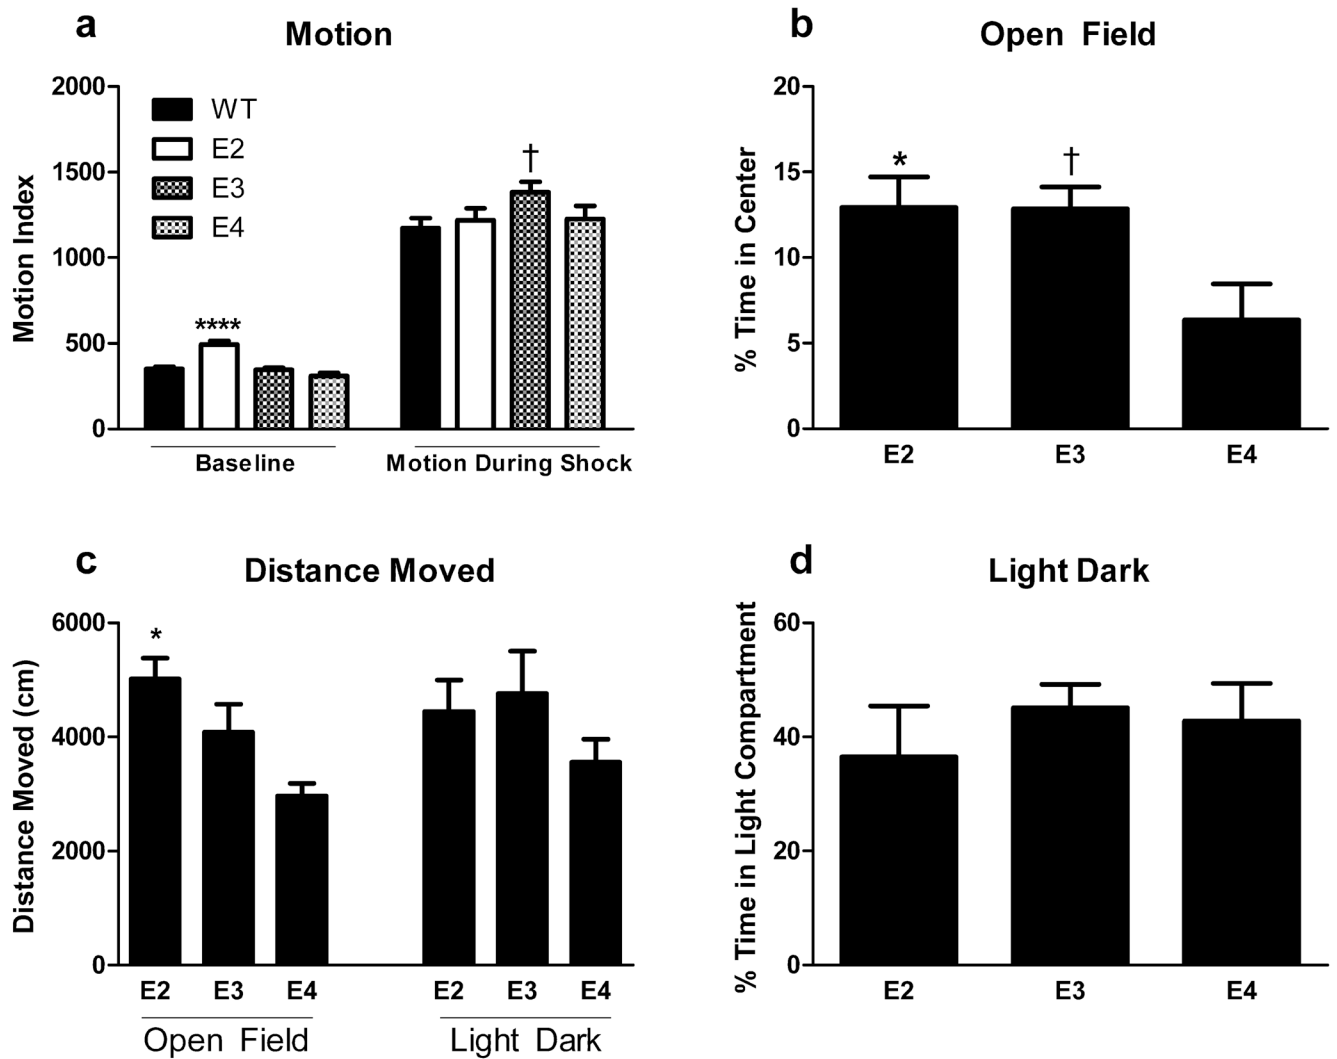 a
Motion
Motion Index
2000
1500
1000
500
0
WT
E2
E3
E4
****
†
Baseline
Motion During Shock
b
Open Field
% Time in Center
20
15
10
5
0
*
†
E2 E3 E4
c
Distance Moved
Distance Moved (cm)
6000
4000
2000
0
*
E2 E3 E4 E2 E3 E4
Open Field Light Dark
d
Light Dark
% Time in Light Compartment
60
40
20
0
E2 E3 E4